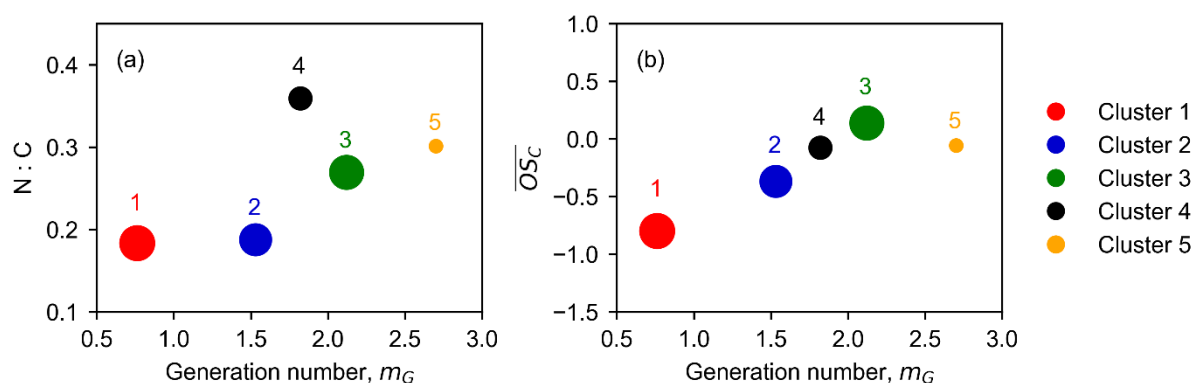 (a)
N : C
0.4
0.3
0.2
0.1
1
2
3
4
5
0.5 1.0 1.5 2.0 2.5 3.0
Generation number, m_G
(b)
OS_C
1.0
0.5
0.0
−0.5
−1.0
−1.5
1
2
3
4
5
0.5 1.0 1.5 2.0 2.5 3.0
Generation number, m_G
Cluster 1
Cluster 2
Cluster 3
Cluster 4
Cluster 5